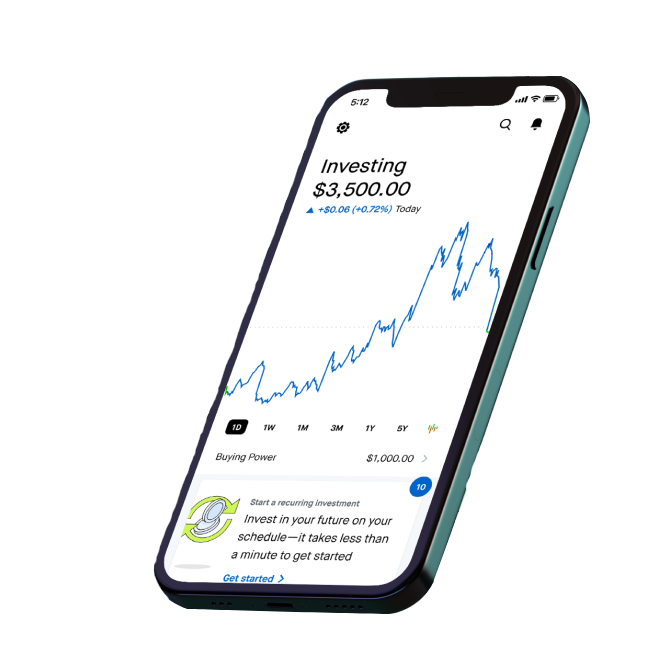 5:12
Investing
$3,500.00
▲ +$0.06 (+0.72%) Today
1D 1W 1M 3M 1Y 5Y
Buying Power $1,000.00
10
Start a recurring investment
Invest in your future on your
schedule—it takes less than
a minute to get started
Get started